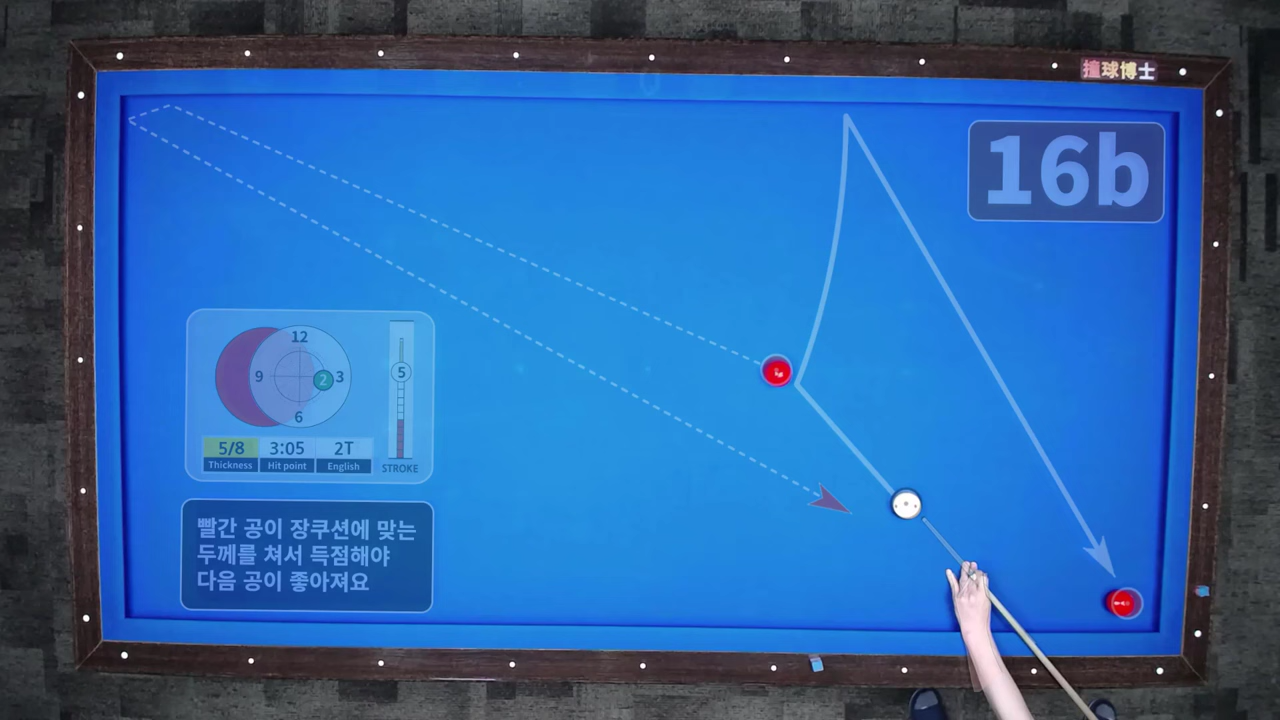 撞球博士
16b
12
9
2
3
6
5
5/8
3:05
2T
Thickness
Hit point
English
STROKE
빨간 공이 장쿠션에 맞는
두께를 쳐서 득점해야
다음 공이 좋아져요